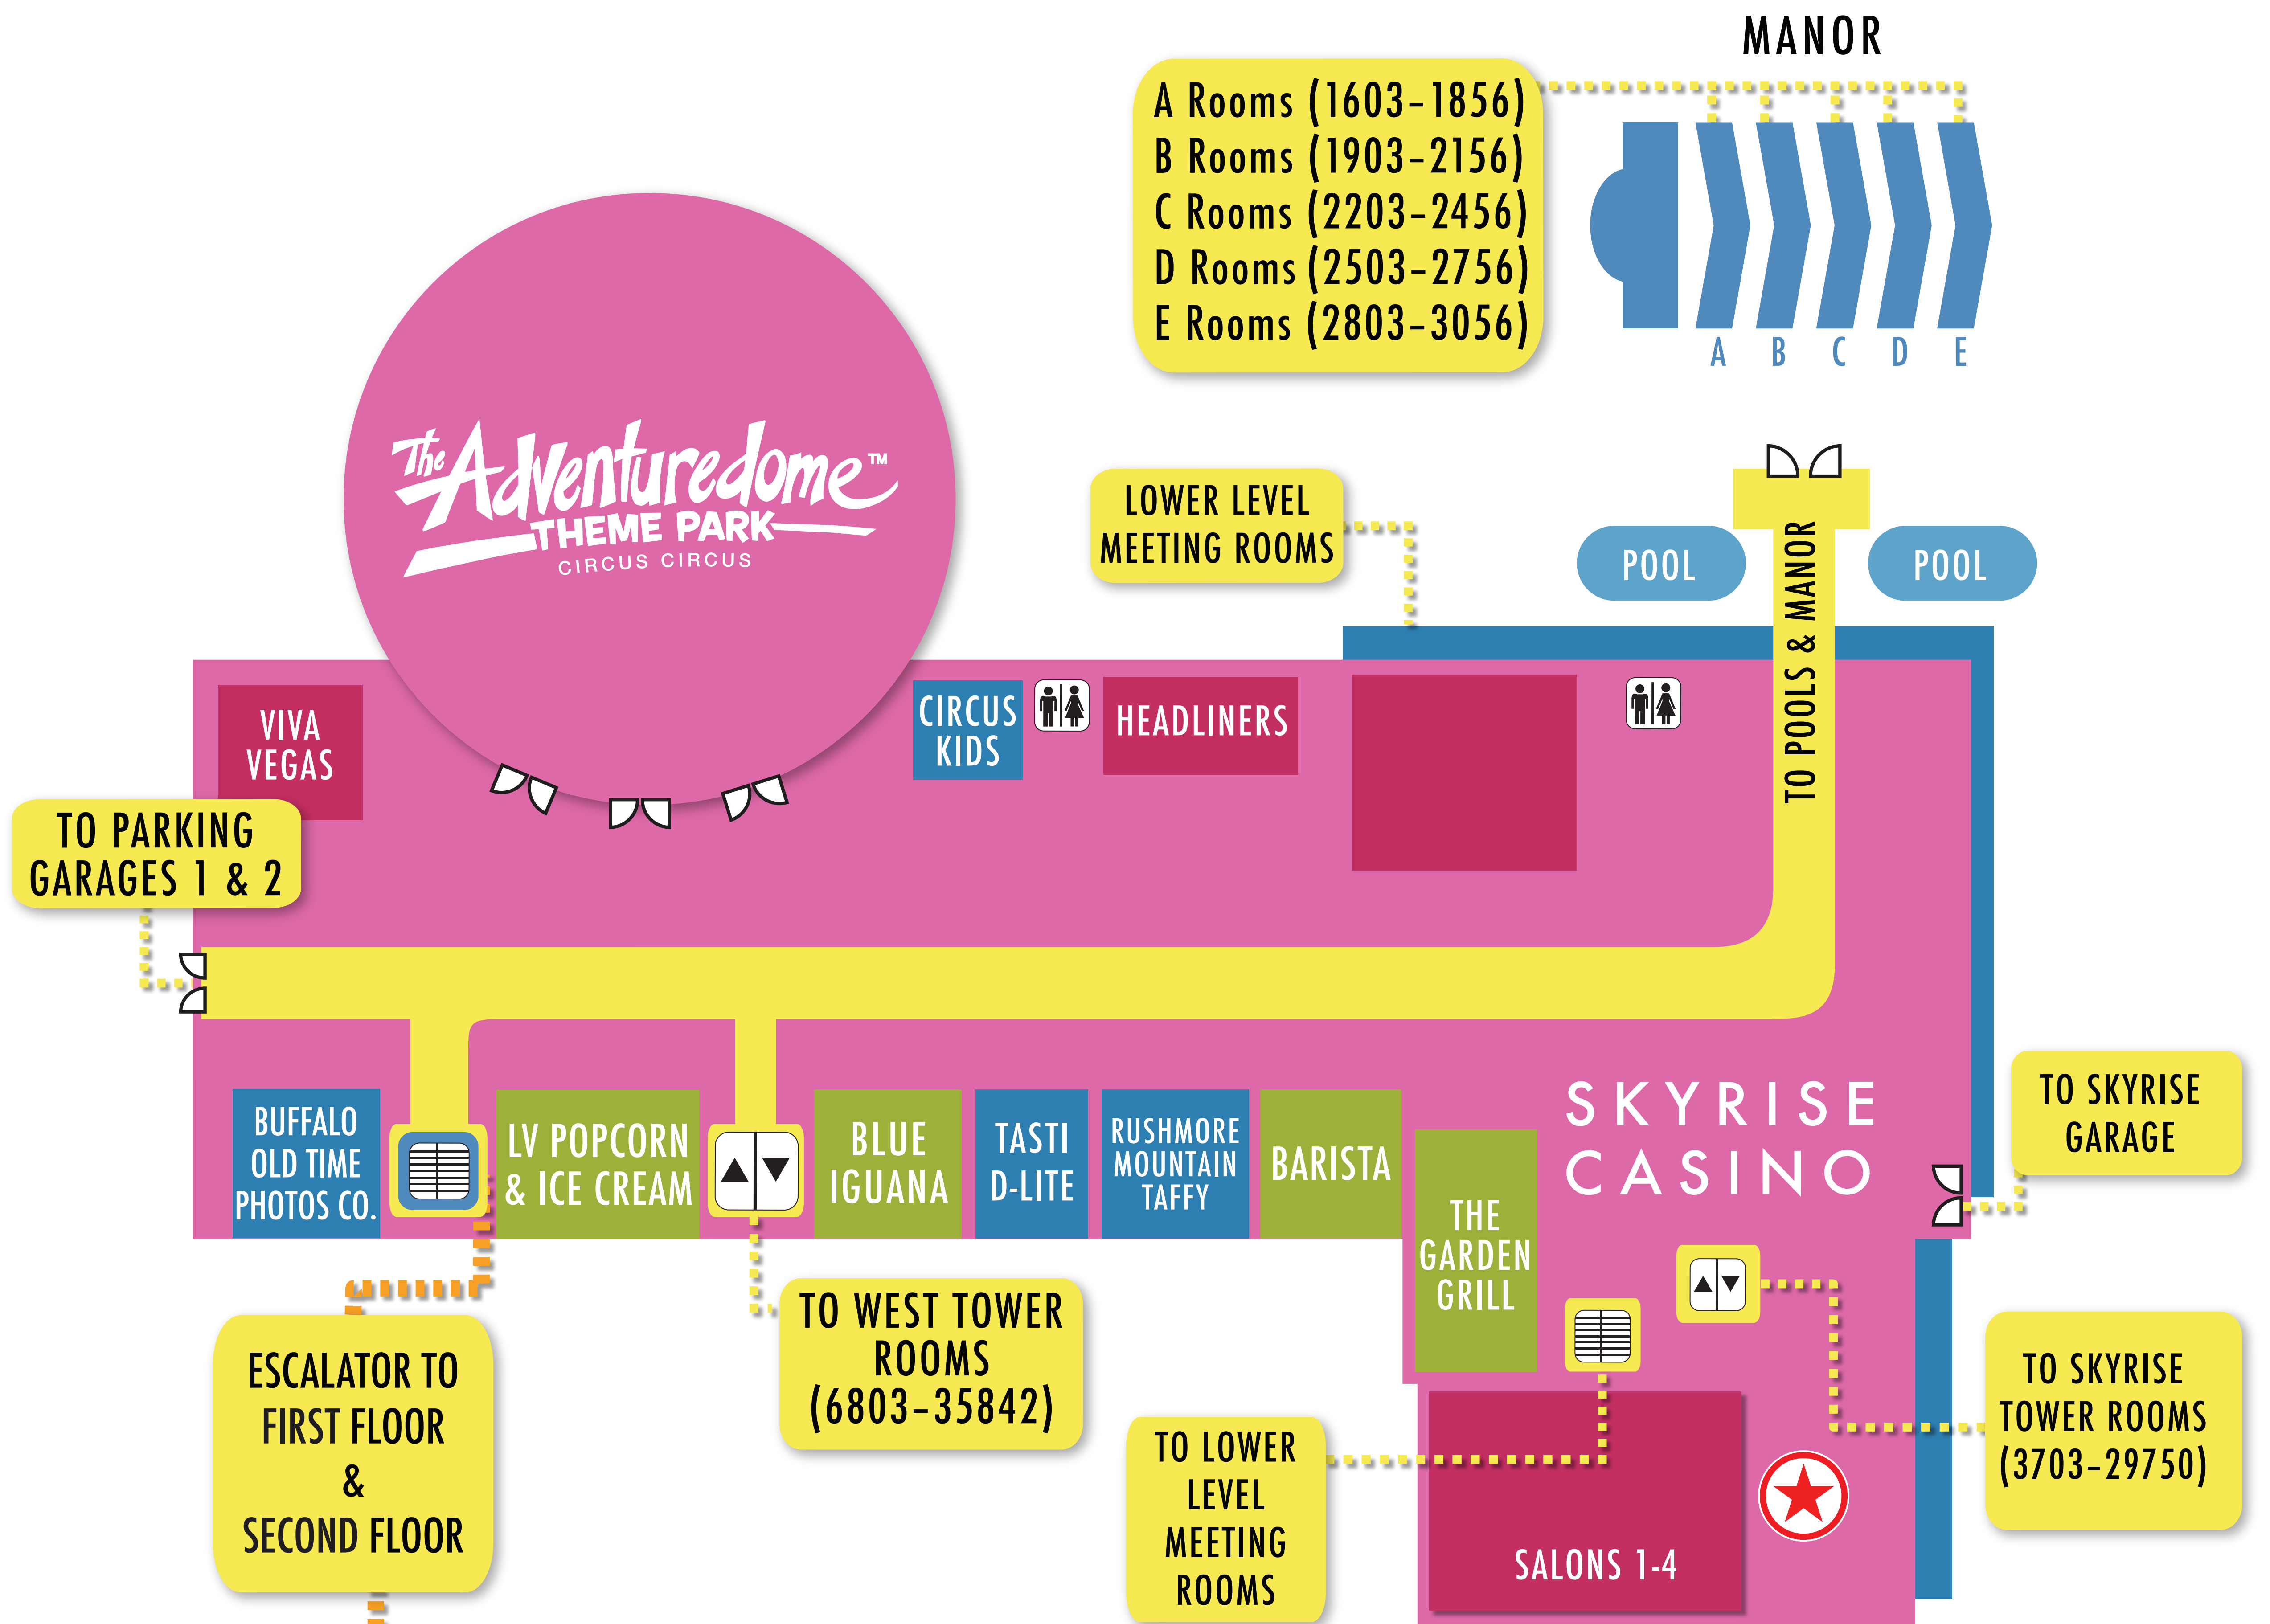 MANOR
A Rooms (1603–1856)
B Rooms (1903–2156)
C Rooms (2203–2456)
D Rooms (2503–2756)
E Rooms (2803–3056)
A B C D E
The Adventuredome™
THEME PARK
CIRCUS CIRCUS
LOWER LEVEL
MEETING ROOMS
POOL
POOL
TO POOLS & MANOR
VIVA
VEGAS
CIRCUS
KIDS
HEADLINERS
TO PARKING
GARAGES 1 & 2
BUFFALO
OLD TIME
PHOTOS CO.
LV POPCORN
& ICE CREAM
BLUE
IGUANA
TASTI
D-LITE
RUSHMORE
MOUNTAIN
TAFFY
BARISTA
THE
GARDEN
GRILL
SKYRISE
CASINO
TO SKYRISE
GARAGE
ESCALATOR TO
FIRST FLOOR
&
SECOND FLOOR
TO WEST TOWER
ROOMS
(6803–35842)
TO LOWER
LEVEL
MEETING
ROOMS
SALONS 1-4
TO SKYRISE
TOWER ROOMS
(3703–29750)